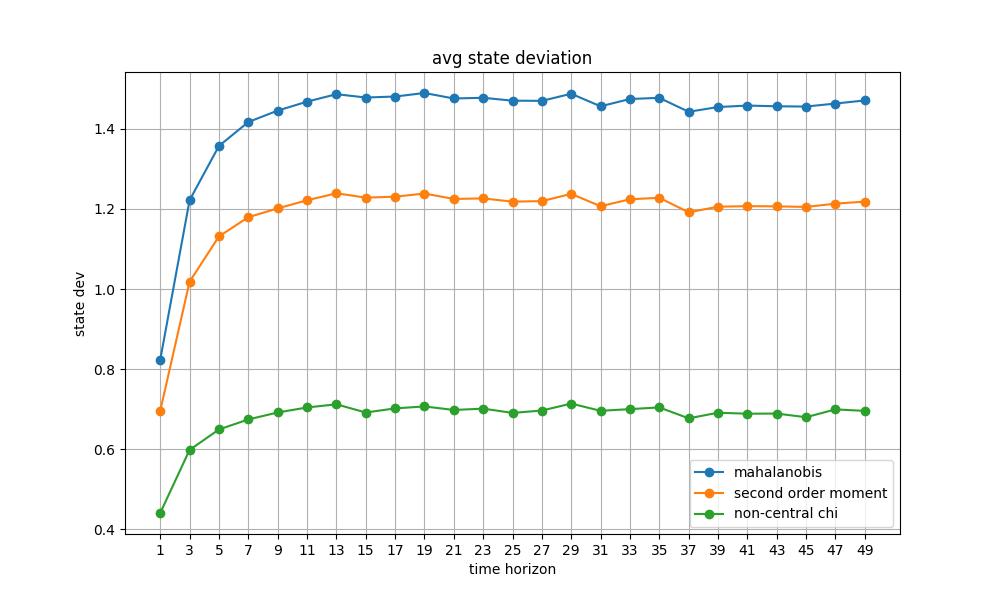 avg state deviation
state dev
1.4
1.2
1.0
0.8
0.6
0.4
mahalanobis
second order moment
non-central chi
1 3 5 7 9 11 13 15 17 19 21 23 25 27 29 31 33 35 37 39 41 43 45 47 49
time horizon